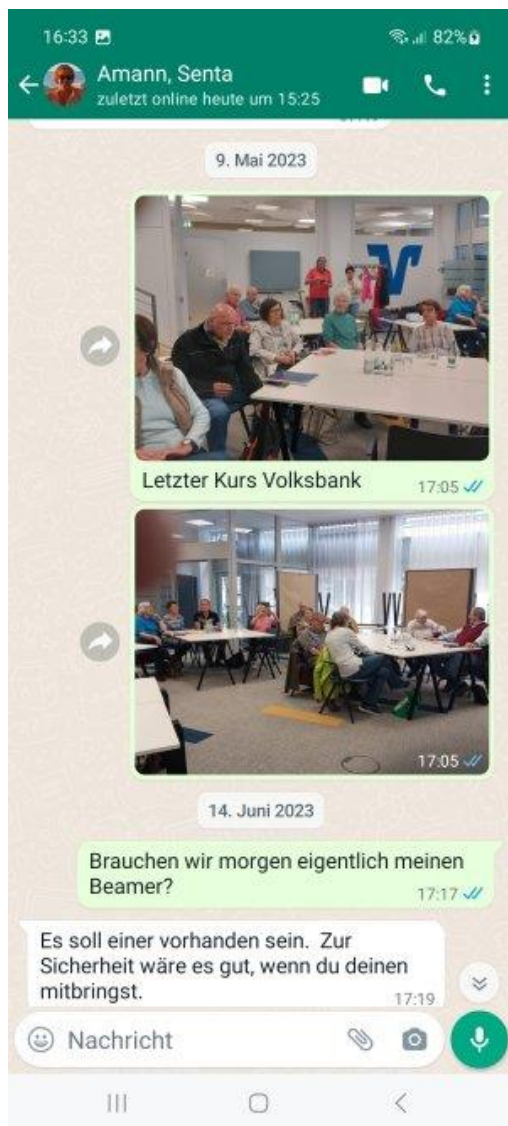 16:33
82%
Amann, Senta
zuletzt online heute um 15:25
9. Mai 2023
Letzter Kurs Volksbank
17:05
17:05
14. Juni 2023
Brauchen wir morgen eigentlich meinen
Beamer?
17:17
Es soll einer vorhanden sein. Zur
Sicherheit wäre es gut, wenn du deinen
mitbringst.
17:19
Nachricht